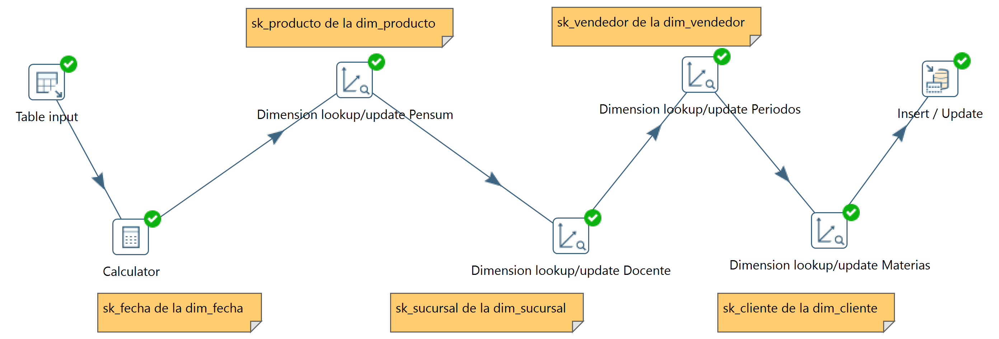 sk_producto de la dim_producto
sk_vendedor de la dim_vendedor
Table input
Dimension lookup/update Pensum
Dimension lookup/update Periodos
Insert / Update
Calculator
Dimension lookup/update Docente
Dimension lookup/update Materias
sk_fecha de la dim_fecha
sk_sucursal de la dim_sucursal
sk_cliente de la dim_cliente